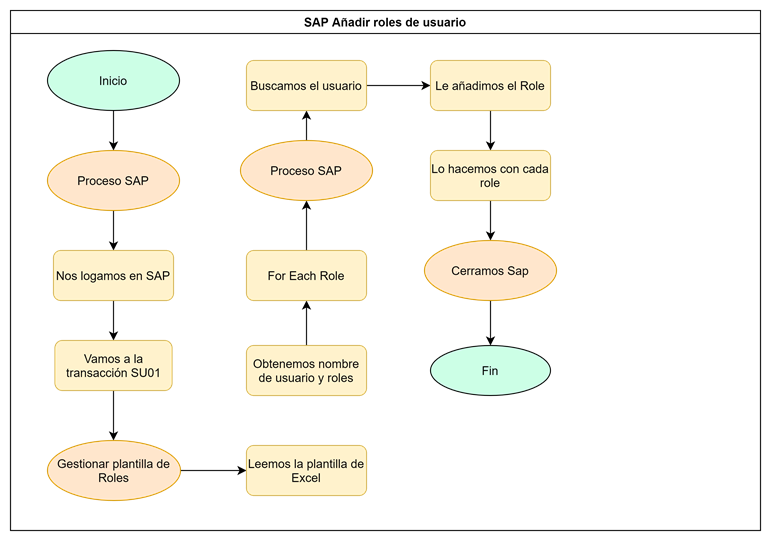 SAP Añadir roles de usuario
Inicio
Proceso SAP
Nos logamos en SAP
Vamos a la
transacción SU01
Gestionar plantilla de
Roles
Leemos la plantilla de
Excel
Obtenemos nombre
de usuario y roles
For Each Role
Proceso SAP
Buscamos el usuario
Le añadimos el Role
Lo hacemos con cada
role
Cerramos Sap
Fin